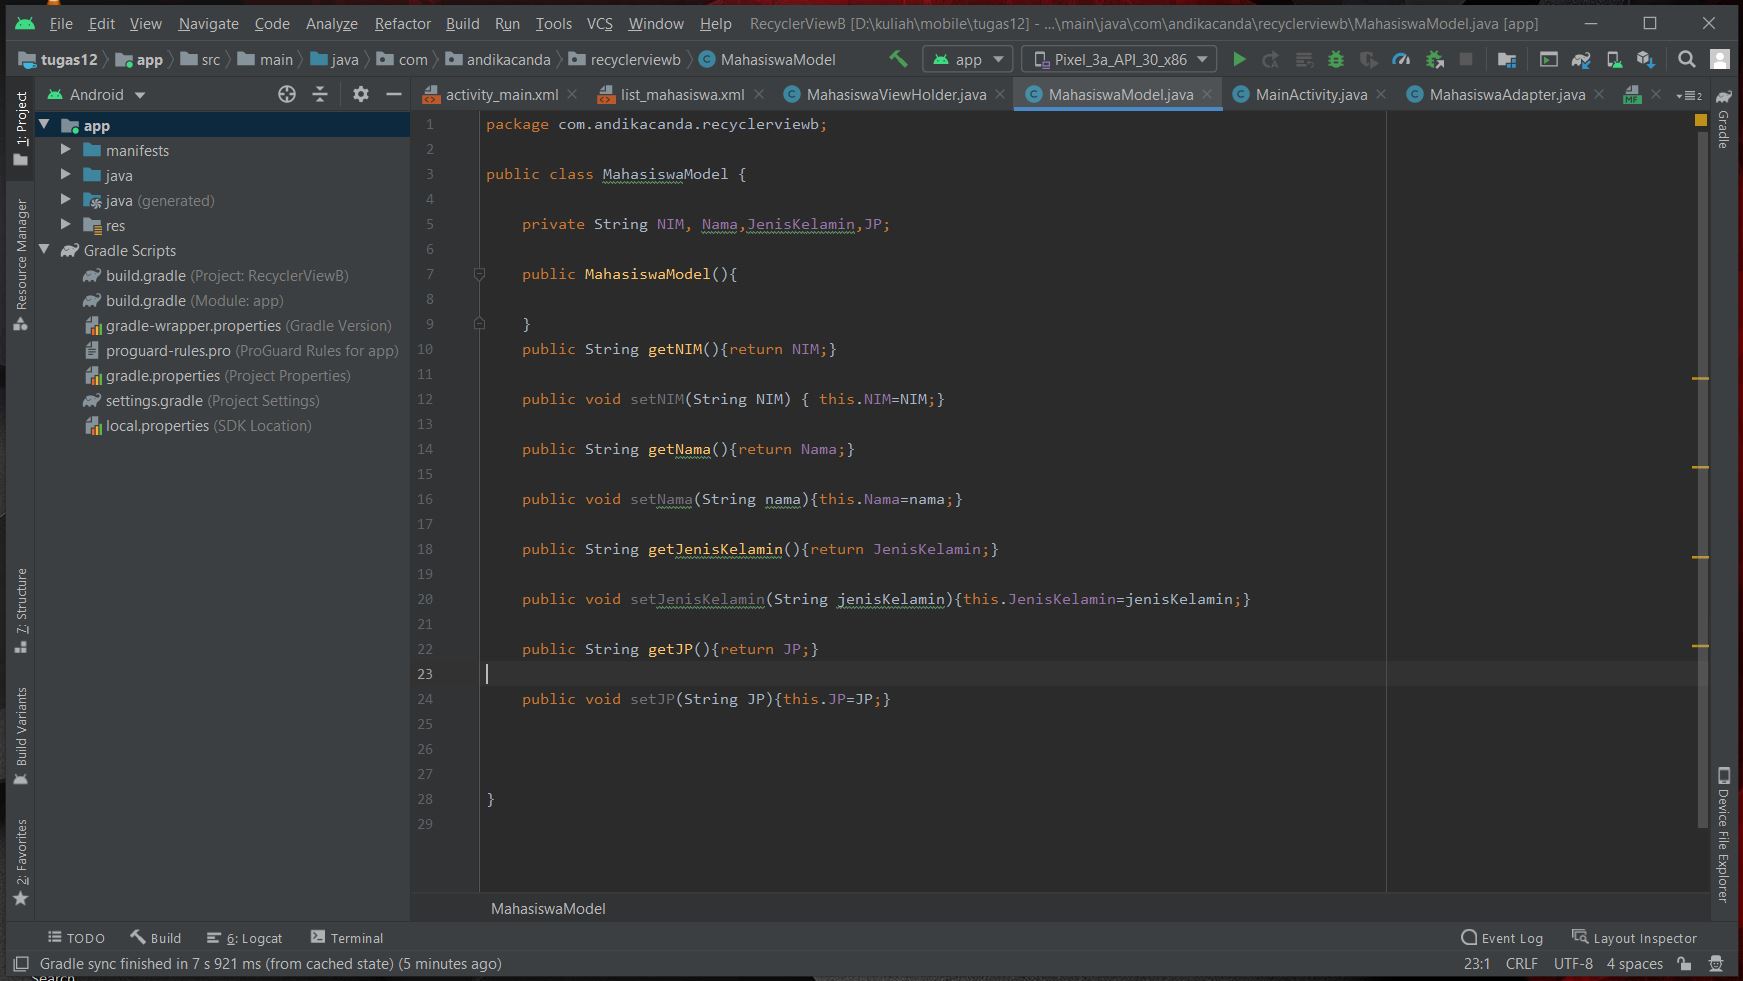 File Edit View Navigate Code Analyze Refactor Build Run Tools VCS Window Help RecyclerViewB [D:\kuliah\mobile\tugas12] - ...\main\java\com\andikacanda\recyclerviewb\MahasiswaModel.java [app]
tugas12 app src main java com andikacanda recyclerviewb MahasiswaModel app Pixel_3a_API_30_x86
Android
activity_main.xml list_mahasiswa.xml MahasiswaViewHolder.java MahasiswaModel.java MainActivity.java MahasiswaAdapter.java MF 2
1: Project
Resource Manager
7: Structure
Build Variants
2: Favorites
app
manifests
java
java (generated)
res
Gradle Scripts
build.gradle (Project: RecyclerViewB)
build.gradle (Module: app)
gradle-wrapper.properties (Gradle Version)
proguard-rules.pro (ProGuard Rules for app)
gradle.properties (Project Properties)
settings.gradle (Project Settings)
local.properties (SDK Location)
1 package com.andikacanda.recyclerviewb;
2
3 public class MahasiswaModel {
4
5 private String NIM, Nama,JenisKelamin,JP;
6
7 public MahasiswaModel(){
8
9 }
10 public String getNIM(){return NIM;}
11
12 public void setNIM(String NIM) { this.NIM=NIM;}
13
14 public String getNama(){return Nama;}
15
16 public void setNama(String nama){this.Nama=nama;}
17
18 public String getJenisKelamin(){return JenisKelamin;}
19
20 public void setJenisKelamin(String jenisKelamin){this.JenisKelamin=jenisKelamin;}
21
22 public String getJP(){return JP;}
23
24 public void setJP(String JP){this.JP=JP;}
25
26
27
28 }
29
MahasiswaModel
Gradle
Device File Explorer
TODO Build 6: Logcat Terminal Event Log Layout Inspector
Gradle sync finished in 7 s 921 ms (from cached state) (5 minutes ago) 23:1 CRLF UTF-8 4 spaces
Search